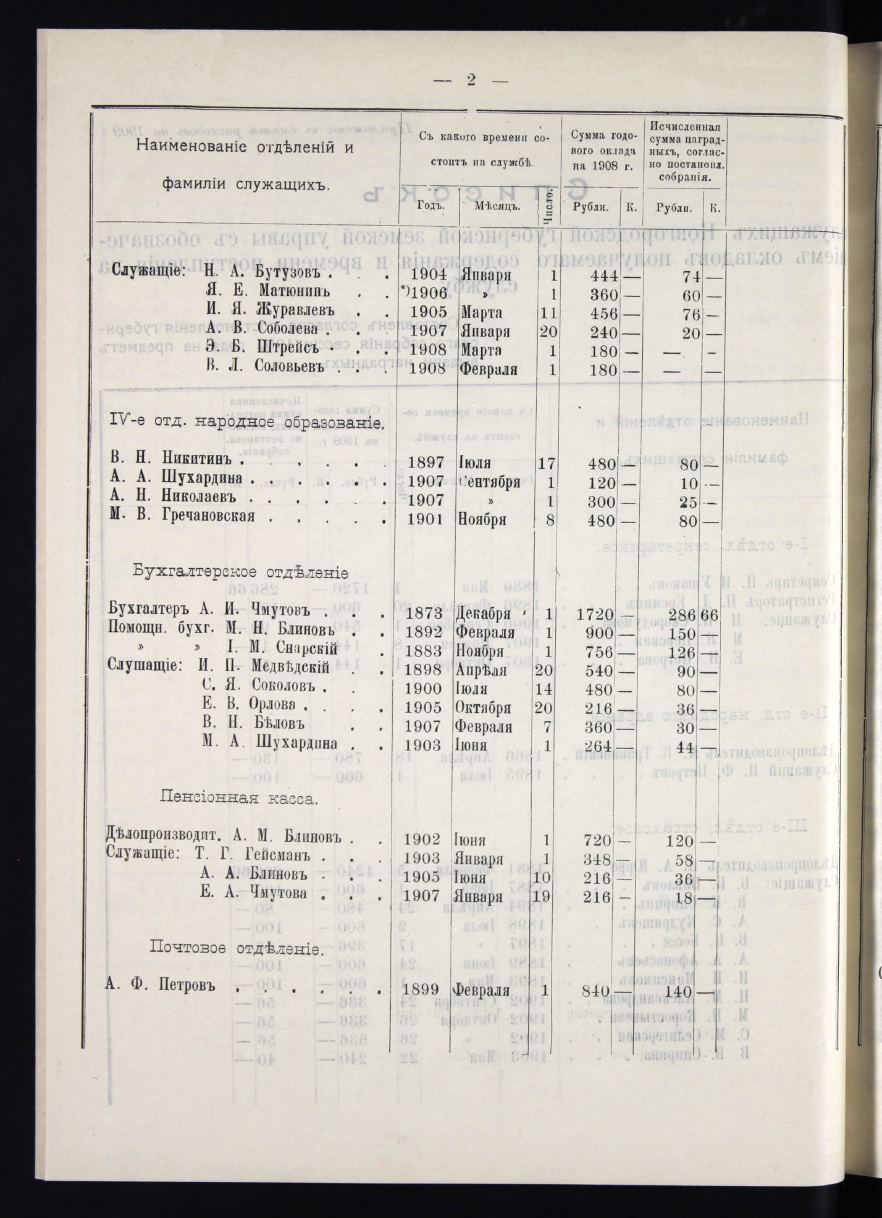 — 2 —
Наименованіе отдѣленій и фамиліи служащихъ.
Съ какого времени состоитъ на службѣ.
Сумма годового оклада на 1908 г.
Исчисленная сумма наградныхъ, согласно постановл. собранія.
Годъ. Мѣсяцъ. Число. Рубли. К. Рубли. К.
Служащіе: Н. А. Бутузовъ . . . 1904 Января 1 444 — 74 —
Я. Е. Матюнинъ . . *)1906 » 1 360 — 60 —
И. Я. Журавлевъ . . 1905 Марта 11 456 — 76 —
А. В. Соболева . . . 1907 Января 20 240 — 20 —
Э. Б. Штрейсъ . . . 1908 Марта 1 180 — — -
В. Л. Соловьевъ . . . 1908 Февраля 1 180 — — —
IV-е отд. народное образованіе.
В. Н. Никитинъ . . . . . . 1897 Іюля 17 480 — 80 —
А. А. Шухардина . . . . . . 1907 Сентября 1 120 — 10 —
А. Н. Николаевъ . . . . . . 1907 » 1 300 — 25 —
М. В. Гречановская . . . . . 1901 Ноября 8 480 — 80 —
Бухгалтерское отдѣленіе
Бухгалтеръ А. И. Чмутовъ . . . 1873 Декабря 1 1720 — 286 66
Помощн. бухг. М. Н. Блиновъ . . 1892 Февраля 1 900 — 150 —
» » І. М. Снарскій . 1883 Ноября 1 756 — 126 —
Слушащіе: И. П. Медвѣдскій . . 1898 Апрѣля 20 540 — 90 —
С. Я. Соколовъ . . 1900 Іюля 14 480 — 80 —
Е. В. Орлова . . . . 1905 Октября 20 216 — 36 —
В. Н. Бѣловъ . . 1907 Февраля 7 360 — 30 —
М. А. Шухардина . . 1903 Іюня 1 264 — 44 —
Пенсіонная касса.
Дѣлопроизводит. А. М. Блиновъ . . 1902 Іюня 1 720 — 120 —
Служащіе: Т. Г. Гейсманъ . . . 1903 Января 1 348 — 58 —
А. А. Блиновъ . . . 1905 Іюня 10 216 — 36 —
Е. А. Чмутова . . . 1907 Января 19 216 — 18 —
Почтовое отдѣленіе.
А. Ф. Петровъ . . . . . . 1899 Февраля 1 840 — 140 —